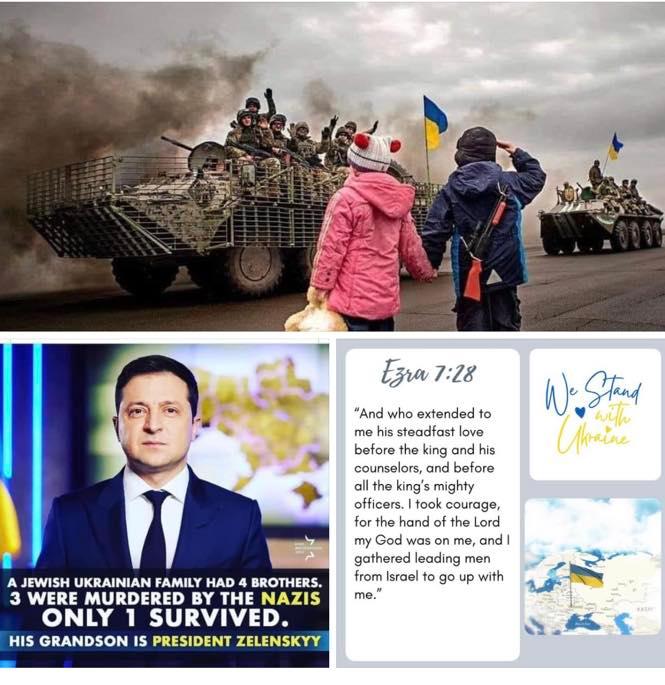 A JEWISH UKRAINIAN FAMILY HAD 4 BROTHERS.
3 WERE MURDERED BY THE NAZIS
ONLY 1 SURVIVED.
HIS GRANDSON IS PRESIDENT ZELENSKYY
Ezra 7:28
“And who extended to
me his steadfast love
before the king and his
counselors, and before
all the king’s mighty
officers. I took courage,
for the hand of the Lord
my God was on me, and I
gathered leading men
from Israel to go up with
me.”
We Stand
with
Ukraine